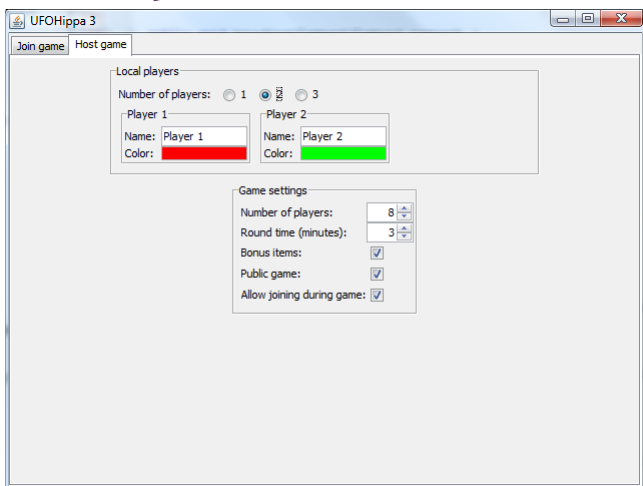 UFOHippa 3
Join game Host game
Local players
Number of players: 1 2 3
Player 1 Player 2
Name: Player 1 Name: Player 2
Color: Color:
Game settings
Number of players: 8
Round time (minutes): 3
Bonus items:
Public game:
Allow joining during game: